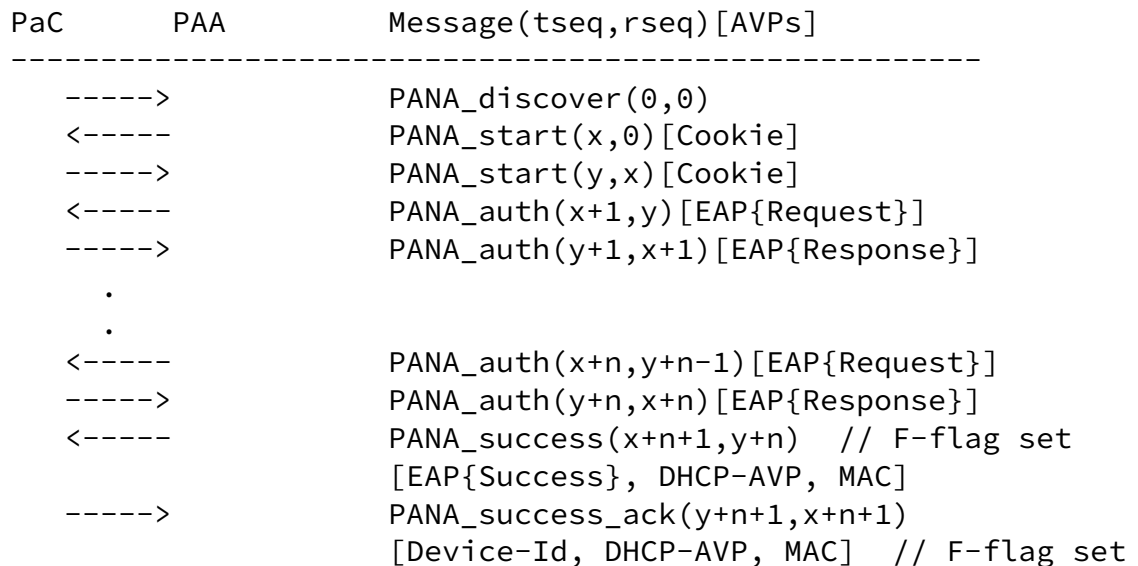 PaC       PAA          Message(tseq,rseq)[AVPs]
------------------------------------------------------
   ----->              PANA_discover(0,0)
   <-----              PANA_start(x,0)[Cookie]
   ----->              PANA_start(y,x)[Cookie]
   <-----              PANA_auth(x+1,y)[EAP{Request}]
   ----->              PANA_auth(y+1,x+1)[EAP{Response}]
     .
     .
   <-----              PANA_auth(x+n,y+n-1)[EAP{Request}]
   ----->              PANA_auth(y+n,x+n)[EAP{Response}]
   <-----              PANA_success(x+n+1,y+n)  // F-flag set
                       [EAP{Success}, DHCP-AVP, MAC]
   ----->              PANA_success_ack(y+n+1,x+n+1)
                       [Device-Id, DHCP-AVP, MAC]  // F-flag set